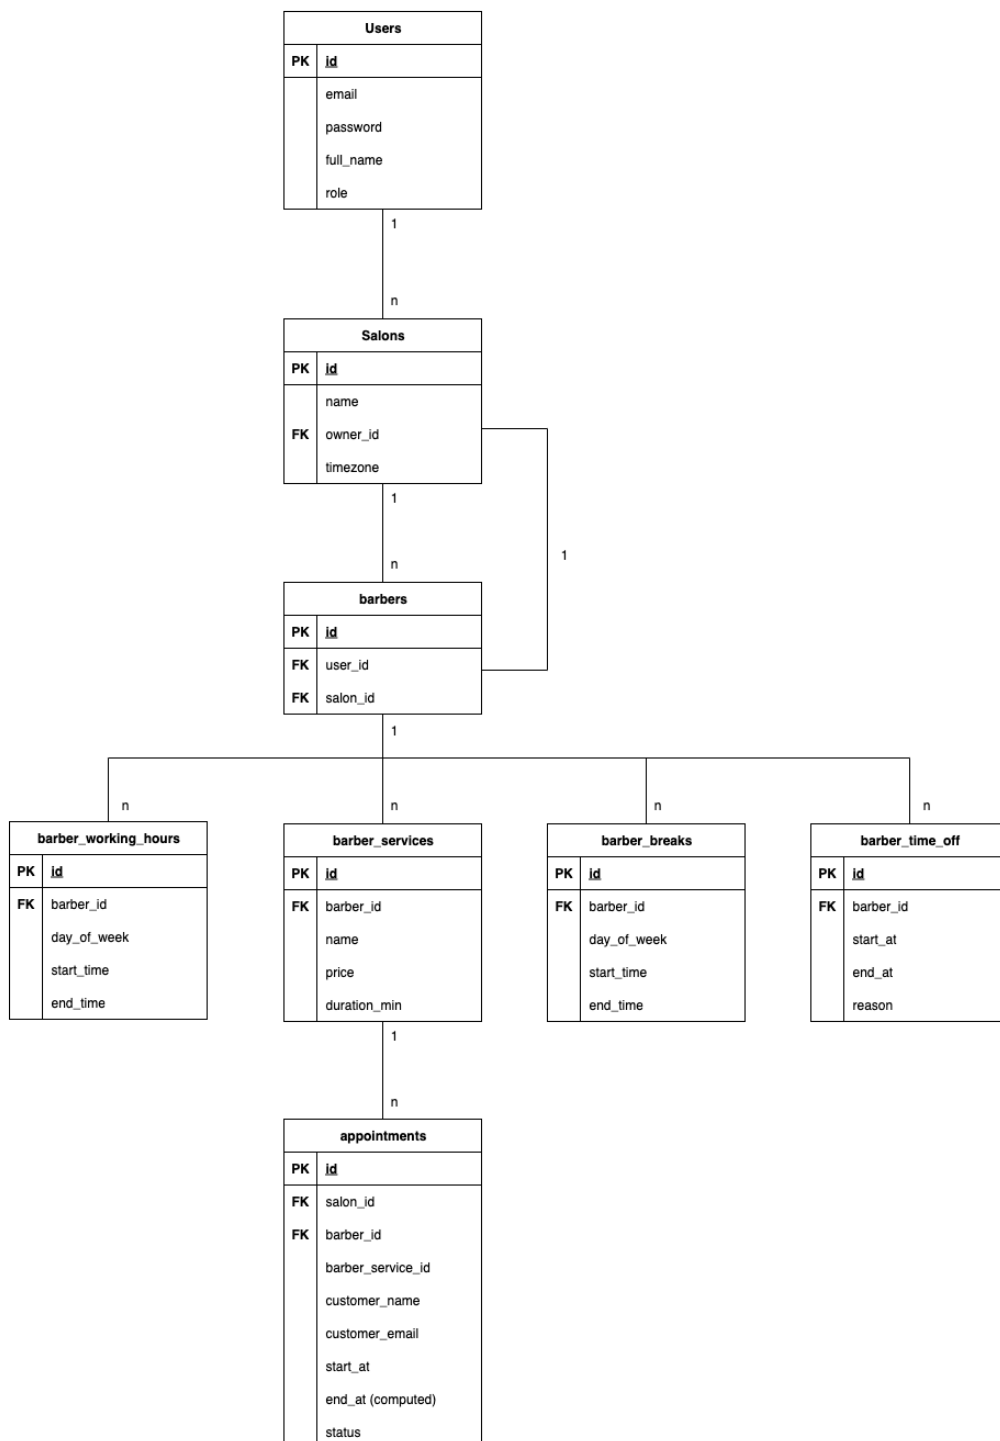 Users
PK id
email
password
full_name
role
1
n
Salons
PK id
name
FK owner_id
timezone
1
n
1
barbers
PK id
FK user_id
FK salon_id
1
n
n
n
n
barber_working_hours
PK id
FK barber_id
day_of_week
start_time
end_time
barber_services
PK id
FK barber_id
name
price
duration_min
barber_breaks
PK id
FK barber_id
day_of_week
start_time
end_time
barber_time_off
PK id
FK barber_id
start_at
end_at
reason
1
n
appointments
PK id
FK salon_id
FK barber_id
barber_service_id
customer_name
customer_email
start_at
end_at (computed)
status